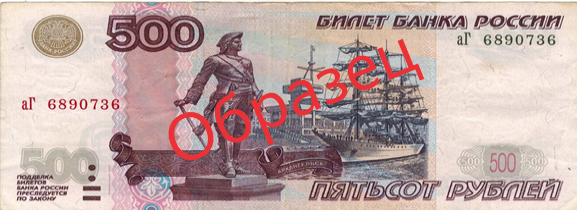 500
БИЛЕТ БАНКА РОССИИ
аГ 6890736
аГ 6890736
Образец
АРХАНГЕЛЬСК
500
500
ПОДДЕЛКА
БИЛЕТОВ
БАНКА РОССИИ
ПРЕСЛЕДУЕТСЯ
ПО ЗАКОНУ
ПЯТЬСОТ РУБЛЕЙ